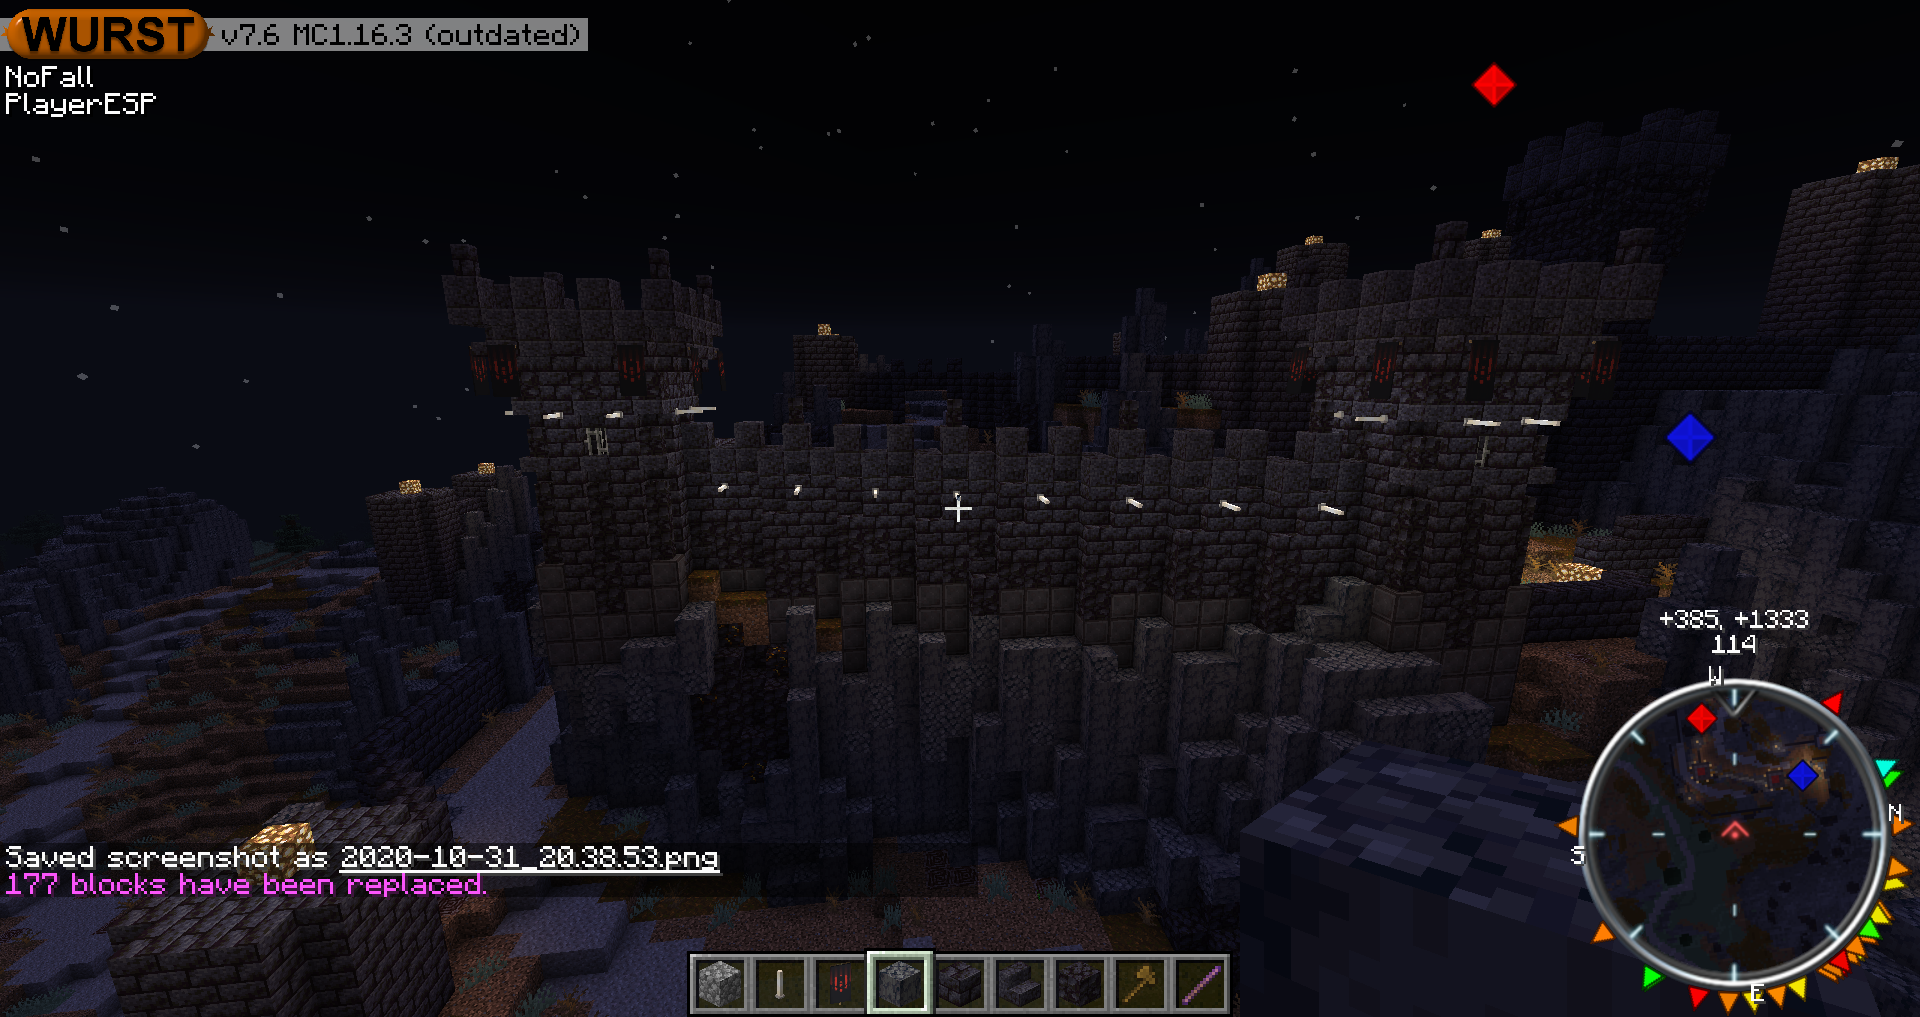 WURST v7.6 MC1.16.3 (outdated)
NoFall
PlayerESP
+385, +1333
114
W
N
S
E
Saved screenshot as 2020-10-31_20.38.53.png
177 blocks have been replaced.